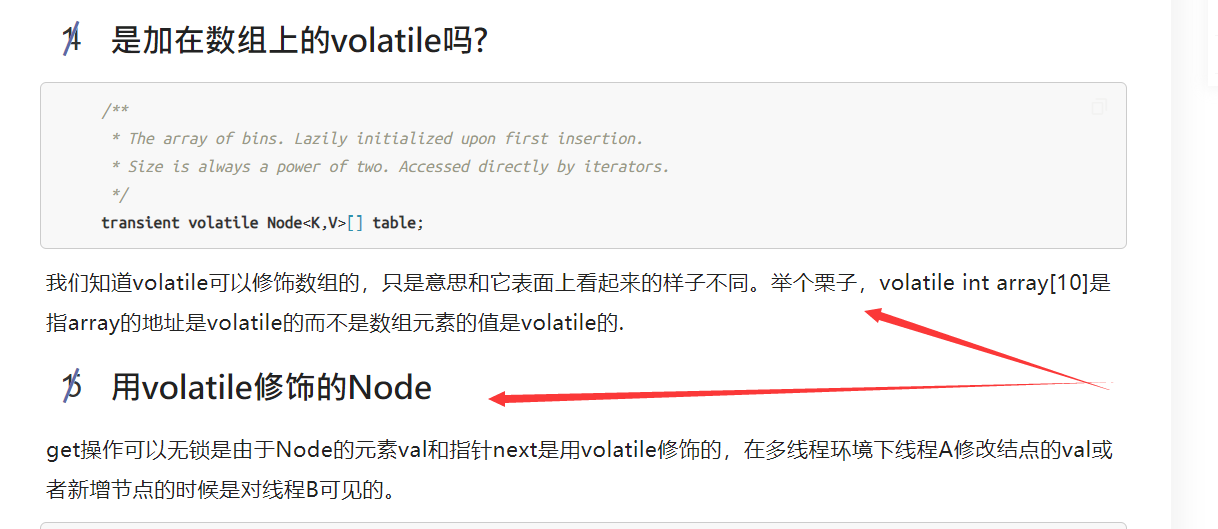 14 是加在数组上的volatile吗?
/**
* The array of bins. Lazily initialized upon first insertion.
* Size is always a power of two. Accessed directly by iterators.
*/
transient volatile Node<K,V>[] table;
我们知道volatile可以修饰数组的，只是意思和它表面上看起来的样子不同。举个栗子，volatile int array[10]是
指array的地址是volatile的而不是数组元素的值是volatile的.
用volatile修饰的Node
get操作可以无锁是由于Node的元素val和指针next是用volatile修饰的，在多线程环境下线程A修改结点的val或
者新增节点的时候是对线程B可见的。